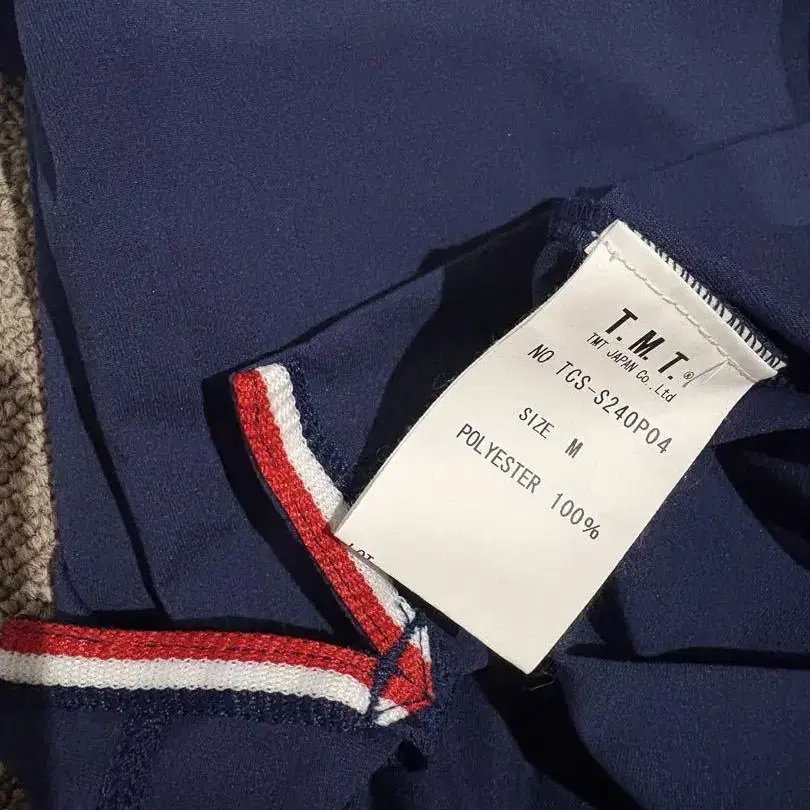 T.M.T.®
TMT JAPAN Co.,Ltd
NO TCS-S240P04
SIZE M
POLYESTER 100%